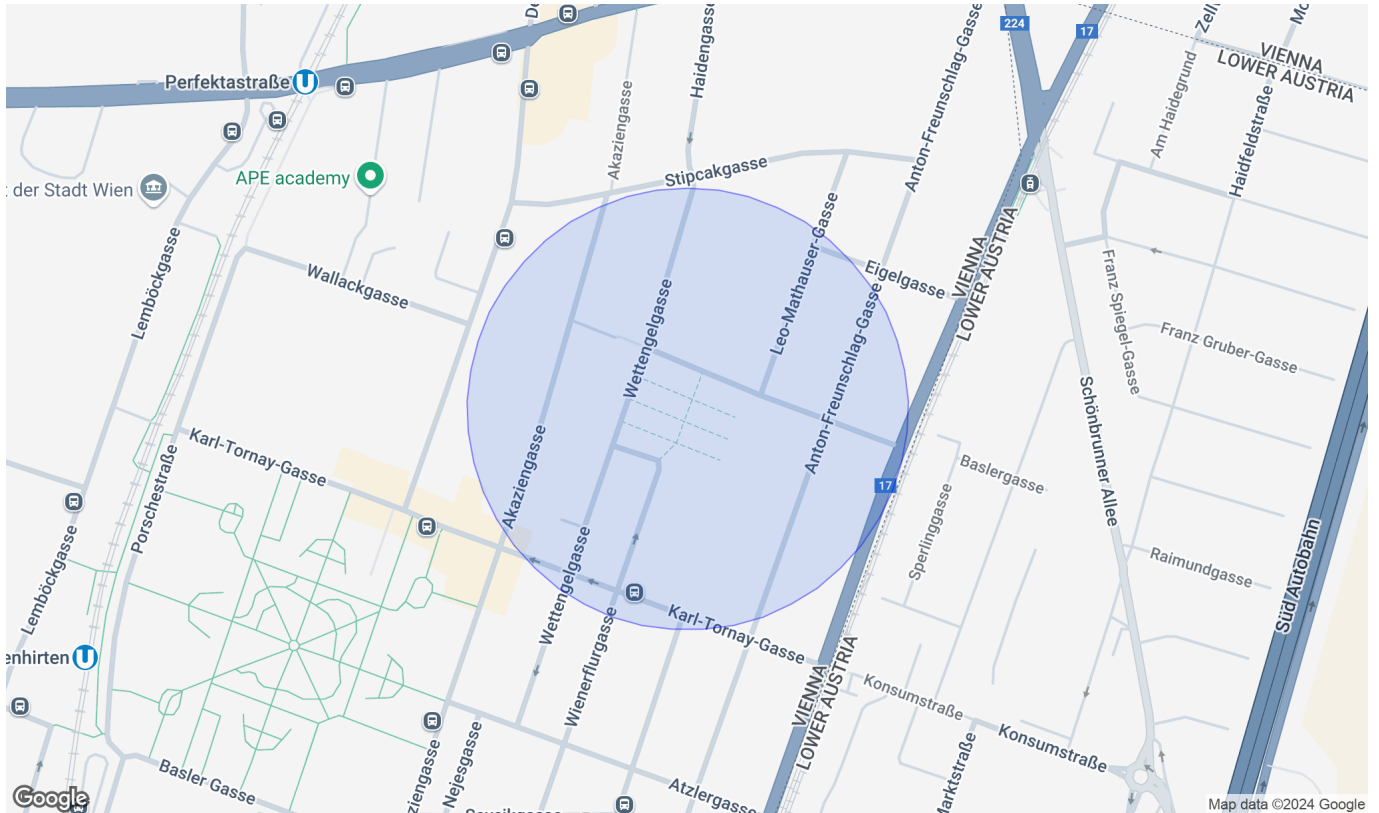 224
17
VIENNA
LOWER AUSTRIA
Perfektastraße
U
Haidengasse
Akaziengasse
Anton-Freunschlag-Gasse
Am Haidegrund
Haidfeldstraße
APE academy
der Stadt Wien
Stipcakgasse
Lemböckgasse
Wallackgasse
Eigelgasse
VIENNA
LOWER AUSTRIA
Leo-Mathauser-Gasse
Wettengelgasse
Anton-Freunschlag-Gasse
Franz Spiegel-Gasse
Franz Gruber-Gasse
Schönbrunner Allee
Karl-Tornay-Gasse
Porschestraße
Akaziengasse
17
Baslergasse
Sperlinggasse
Raimundgasse
Süd Autobahn
Lemböckgasse
Wettengelgasse
Wienerflurgasse
Karl-Tornay-Gasse
enhirten
U
VIENNA
LOWER AUSTRIA
Konsumstraße
Konsumstraße
Marktstraße
Basler Gasse
ziengasse
Nejesgasse
Atzlergasse
Google
Map data ©2024 Google